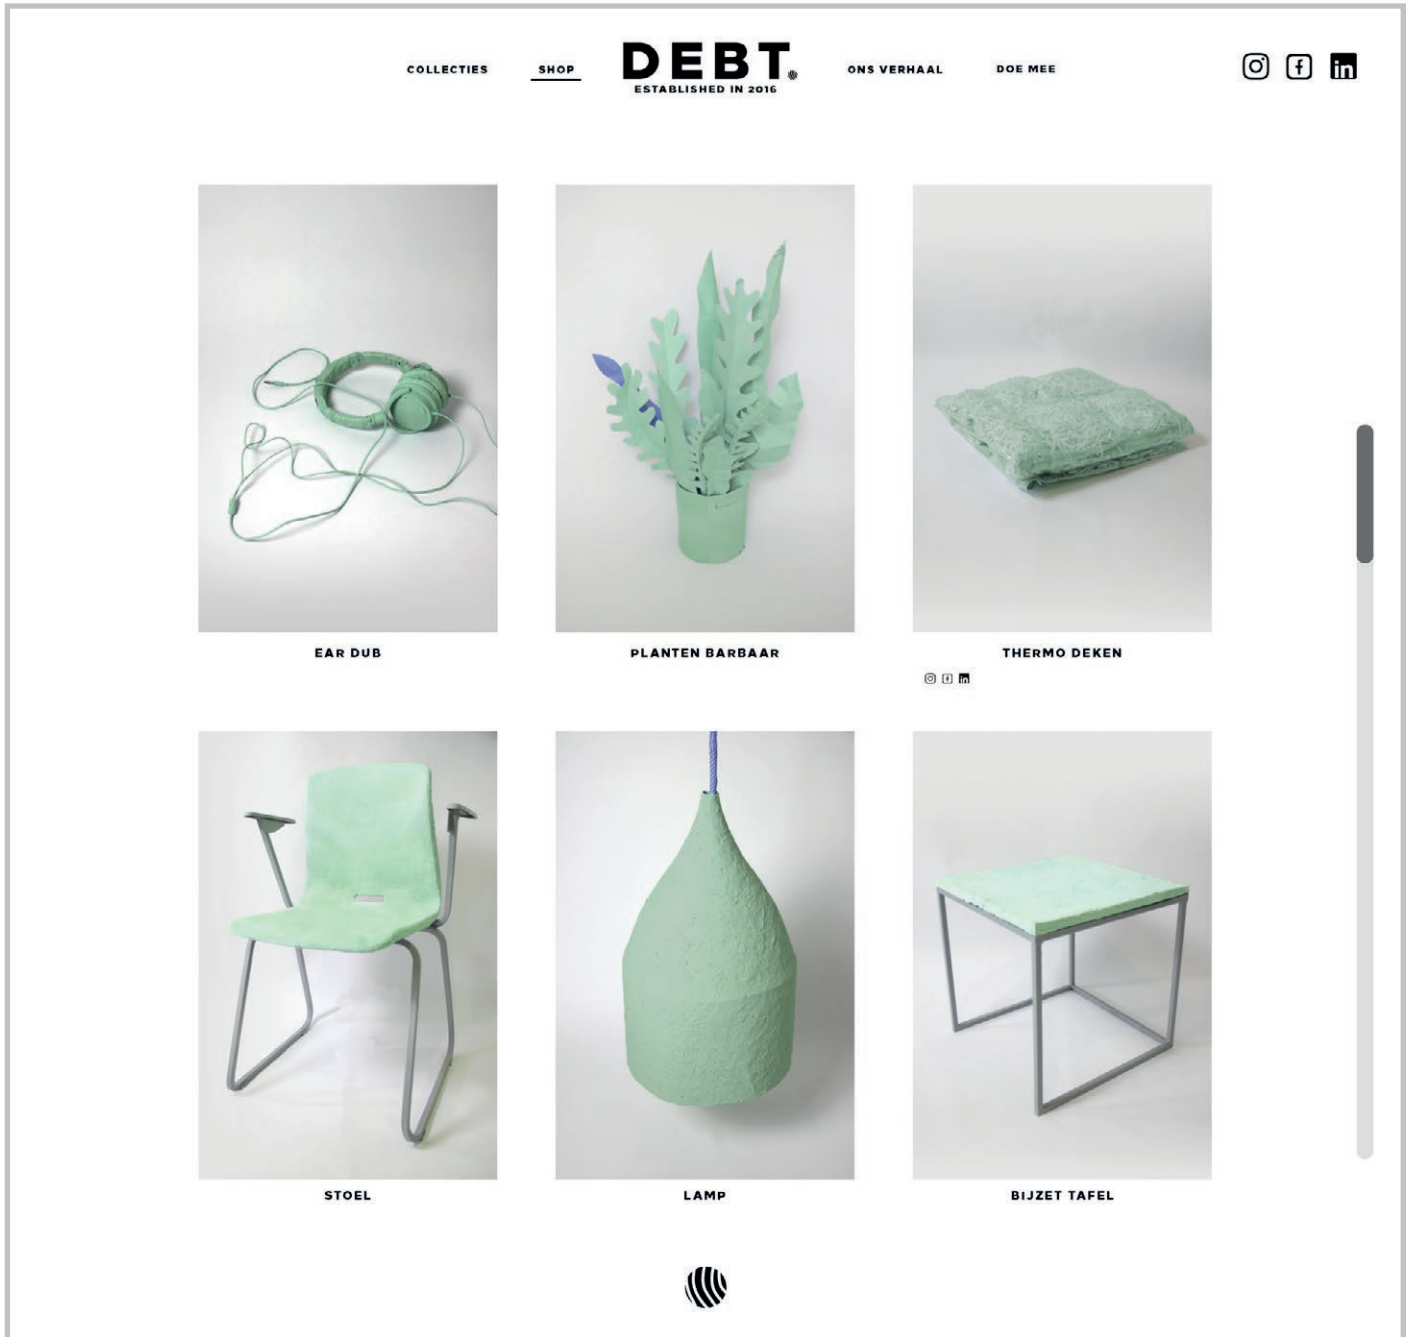 COLLECTIES SHOP DEBT. ONS VERHAAL DOE MEE
ESTABLISHED IN 2016
EAR DUB PLANTEN BARBAAR THERMO DEKEN
STOEL LAMP BIJZET TAFEL